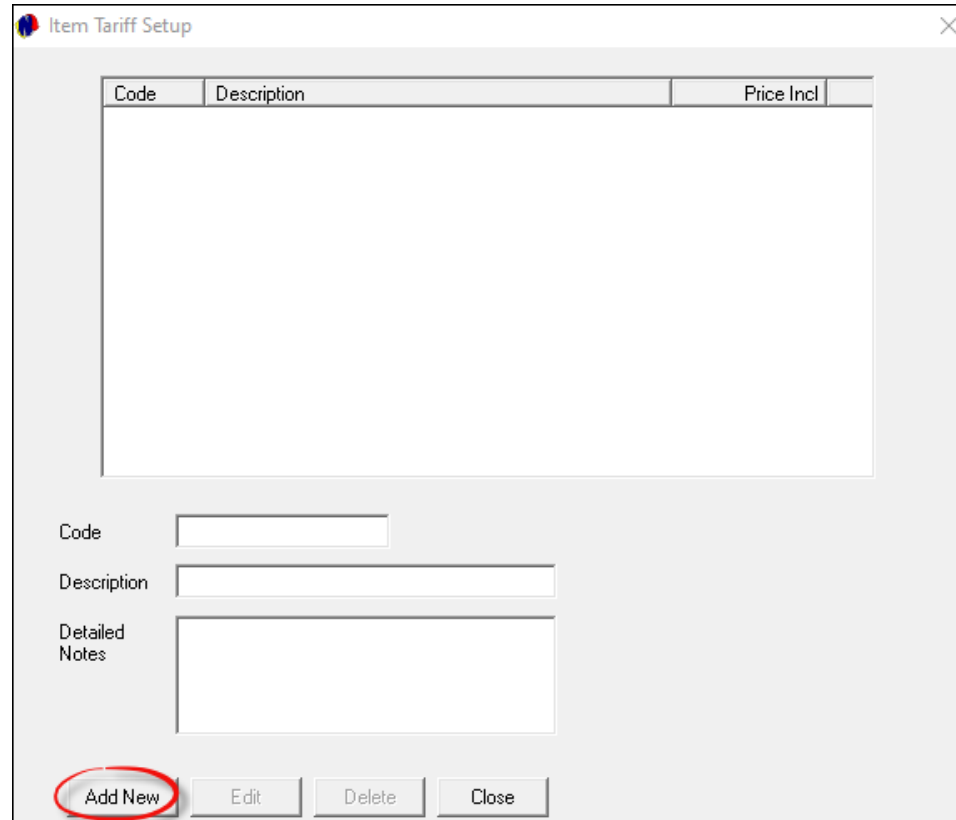 Item Tariff Setup
Code Description Price Incl
Code
Description
Detailed
Notes
Add New Edit Delete Close